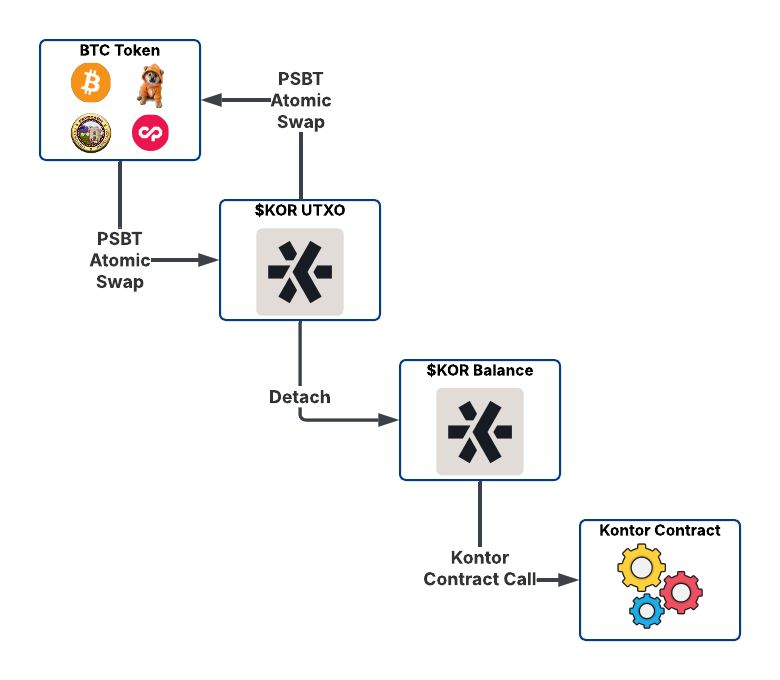 BTC Token
PSBT
Atomic
Swap
PSBT
Atomic
Swap
$KOR UTXO
Detach
$KOR Balance
Kontor
Contract Call
Kontor Contract